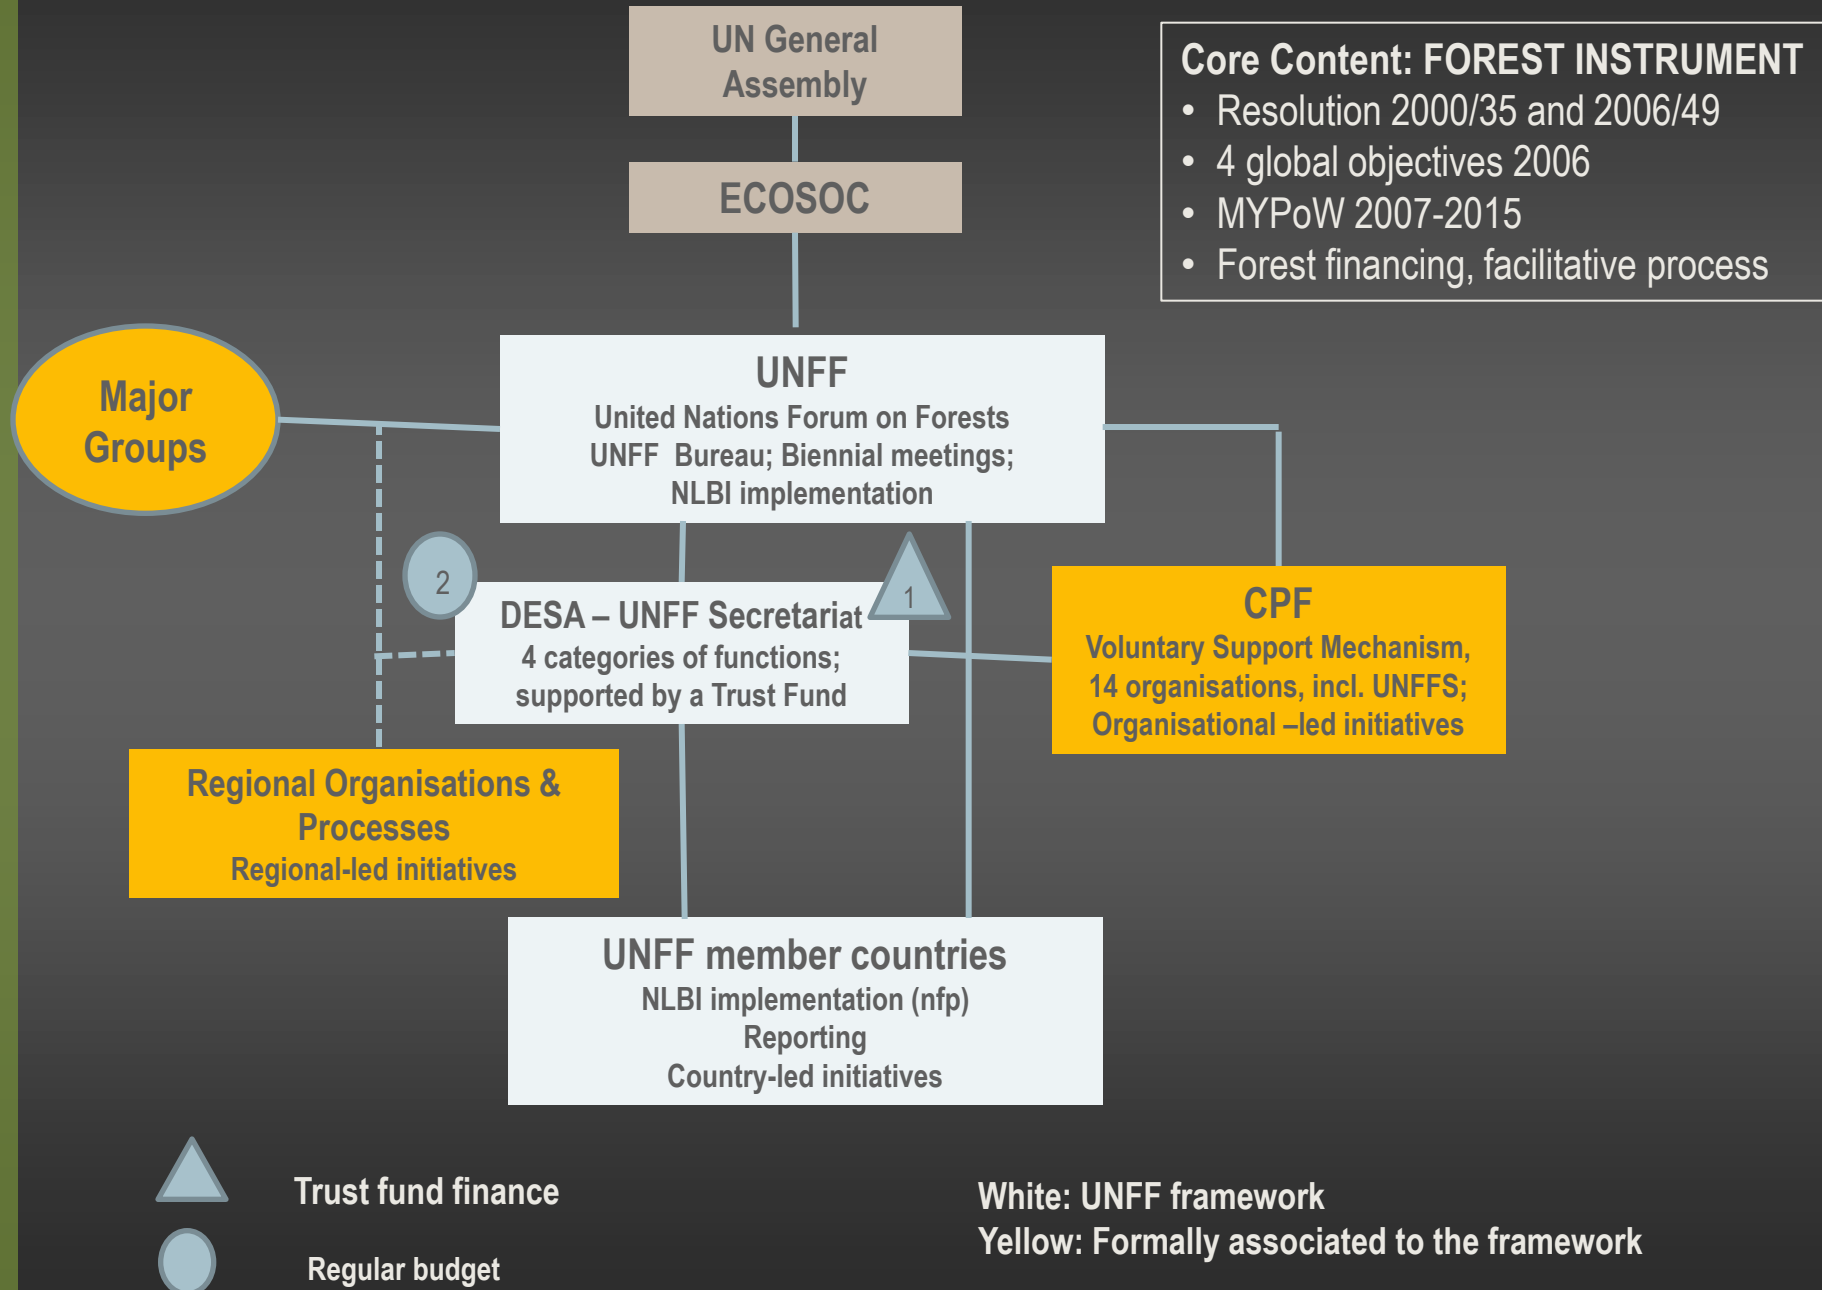 UN General
Assembly
ECOSOC
Core Content: FOREST INSTRUMENT
• Resolution 2000/35 and 2006/49
• 4 global objectives 2006
• MYPoW 2007-2015
• Forest financing, facilitative process
Major
Groups
UNFF
United Nations Forum on Forests
UNFF Bureau; Biennial meetings;
NLBI implementation
2
1
DESA – UNFF Secretariat
4 categories of functions;
supported by a Trust Fund
CPF
Voluntary Support Mechanism,
14 organisations, incl. UNFFS;
Organisational –led initiatives
Regional Organisations &
Processes
Regional-led initiatives
UNFF member countries
NLBI implementation (nfp)
Reporting
Country-led initiatives
Trust fund finance
Regular budget
White: UNFF framework
Yellow: Formally associated to the framework